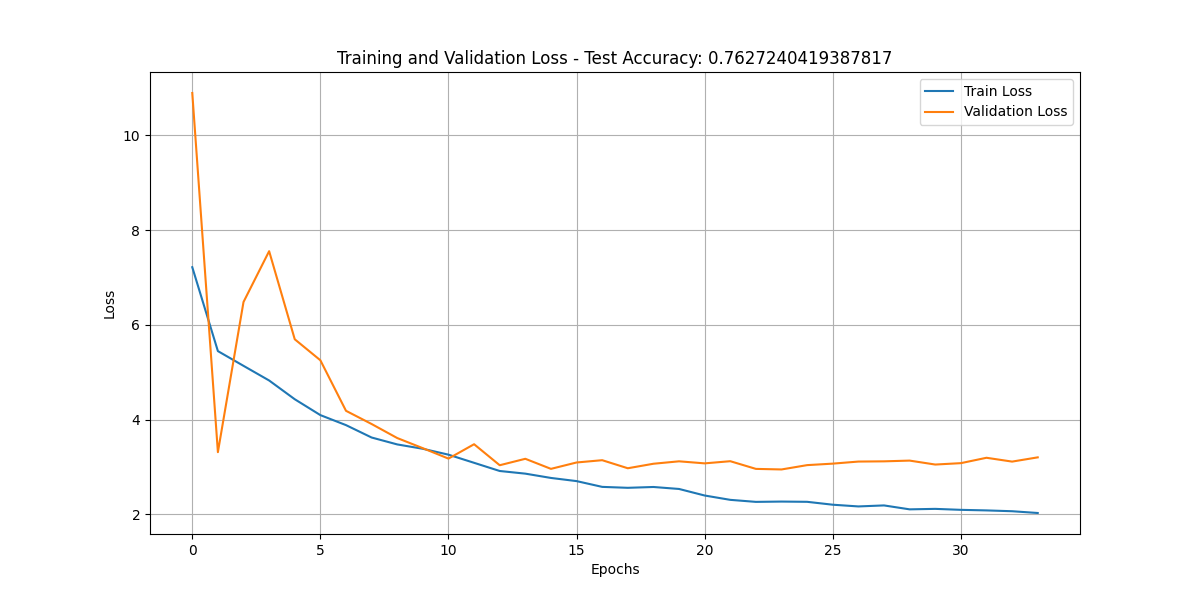 Training and Validation Loss - Test Accuracy: 0.7627240419387817
Train Loss
Validation Loss
10
8
6
4
2
Loss
0 5 10 15 20 25 30
Epochs